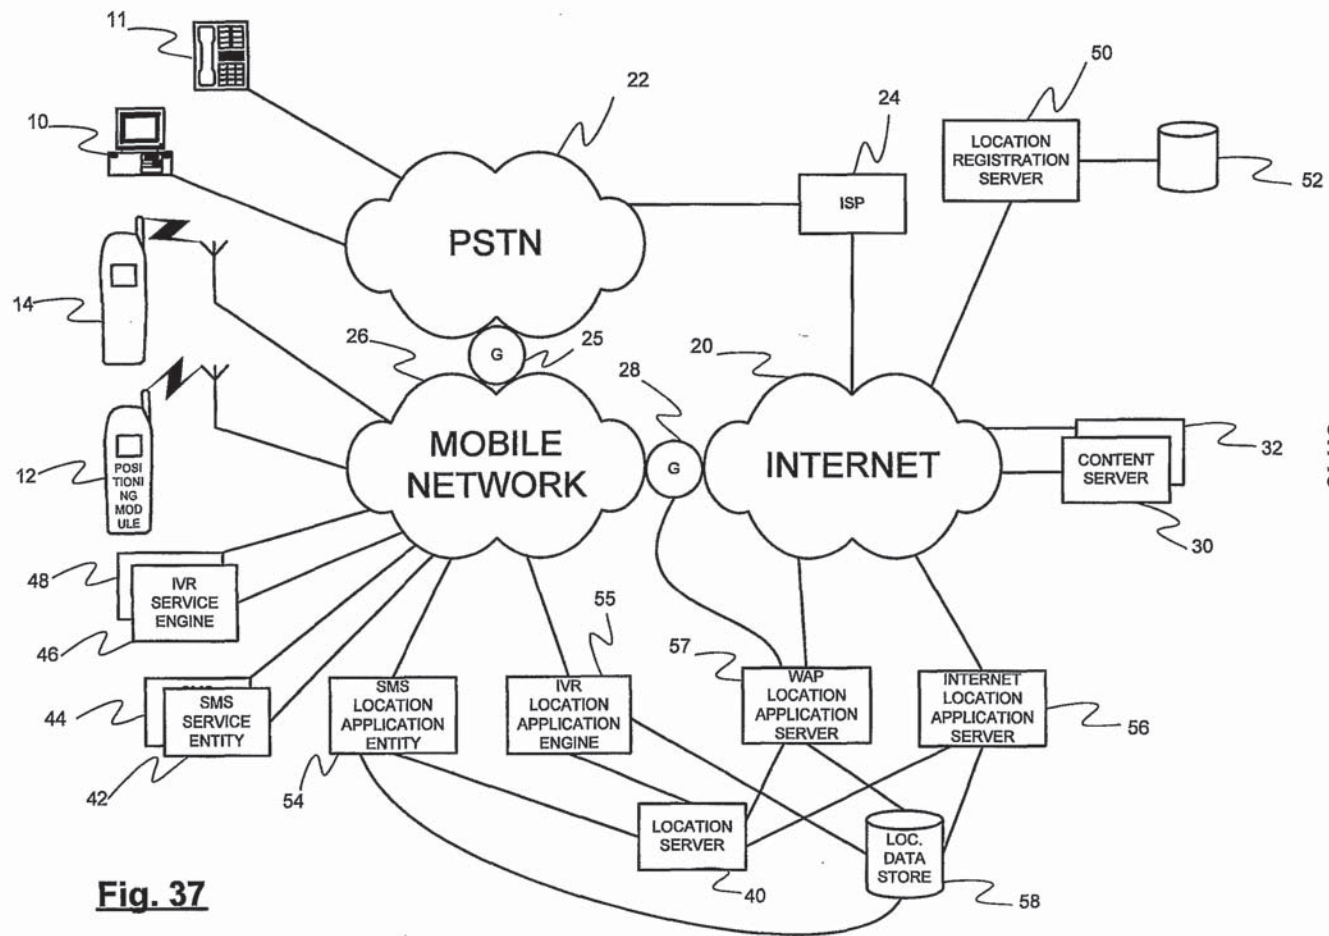 11
22
50
24
10
LOCATION
REGISTRATION
SERVER
52
ISP
PSTN
14
26
G
25
20
28
MOBILE
NETWORK
G
INTERNET
32
CONTENT
SERVER
12
POSI
TIONI
NG
MOD
ULE
30
48
IVR
SERVICE
ENGINE
46
55
57
44
SMS
SERVICE
ENTITY
42
SMS
LOCATION
APPLICATION
ENTITY
54
IVR
LOCATION
APPLICATION
ENGINE
WAP
LOCATION
APPLICATION
SERVER
INTERNET
LOCATION
APPLICATION
SERVER
56
LOCATION
SERVER
40
LOC.
DATA
STORE
58
Fig. 37